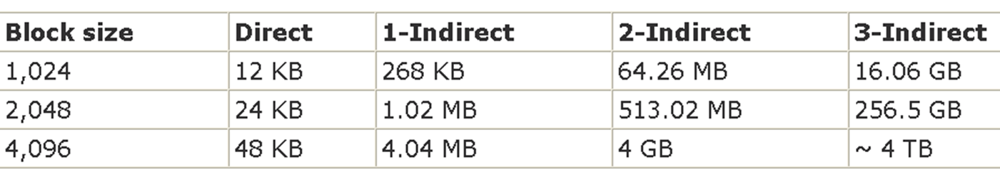 Block size Direct 1-Indirect 2-Indirect 3-Indirect
1,024 12 KB 268 KB 64.26 MB 16.06 GB
2,048 24 KB 1.02 MB 513.02 MB 256.5 GB
4,096 48 KB 4.04 MB 4 GB ~ 4 TB